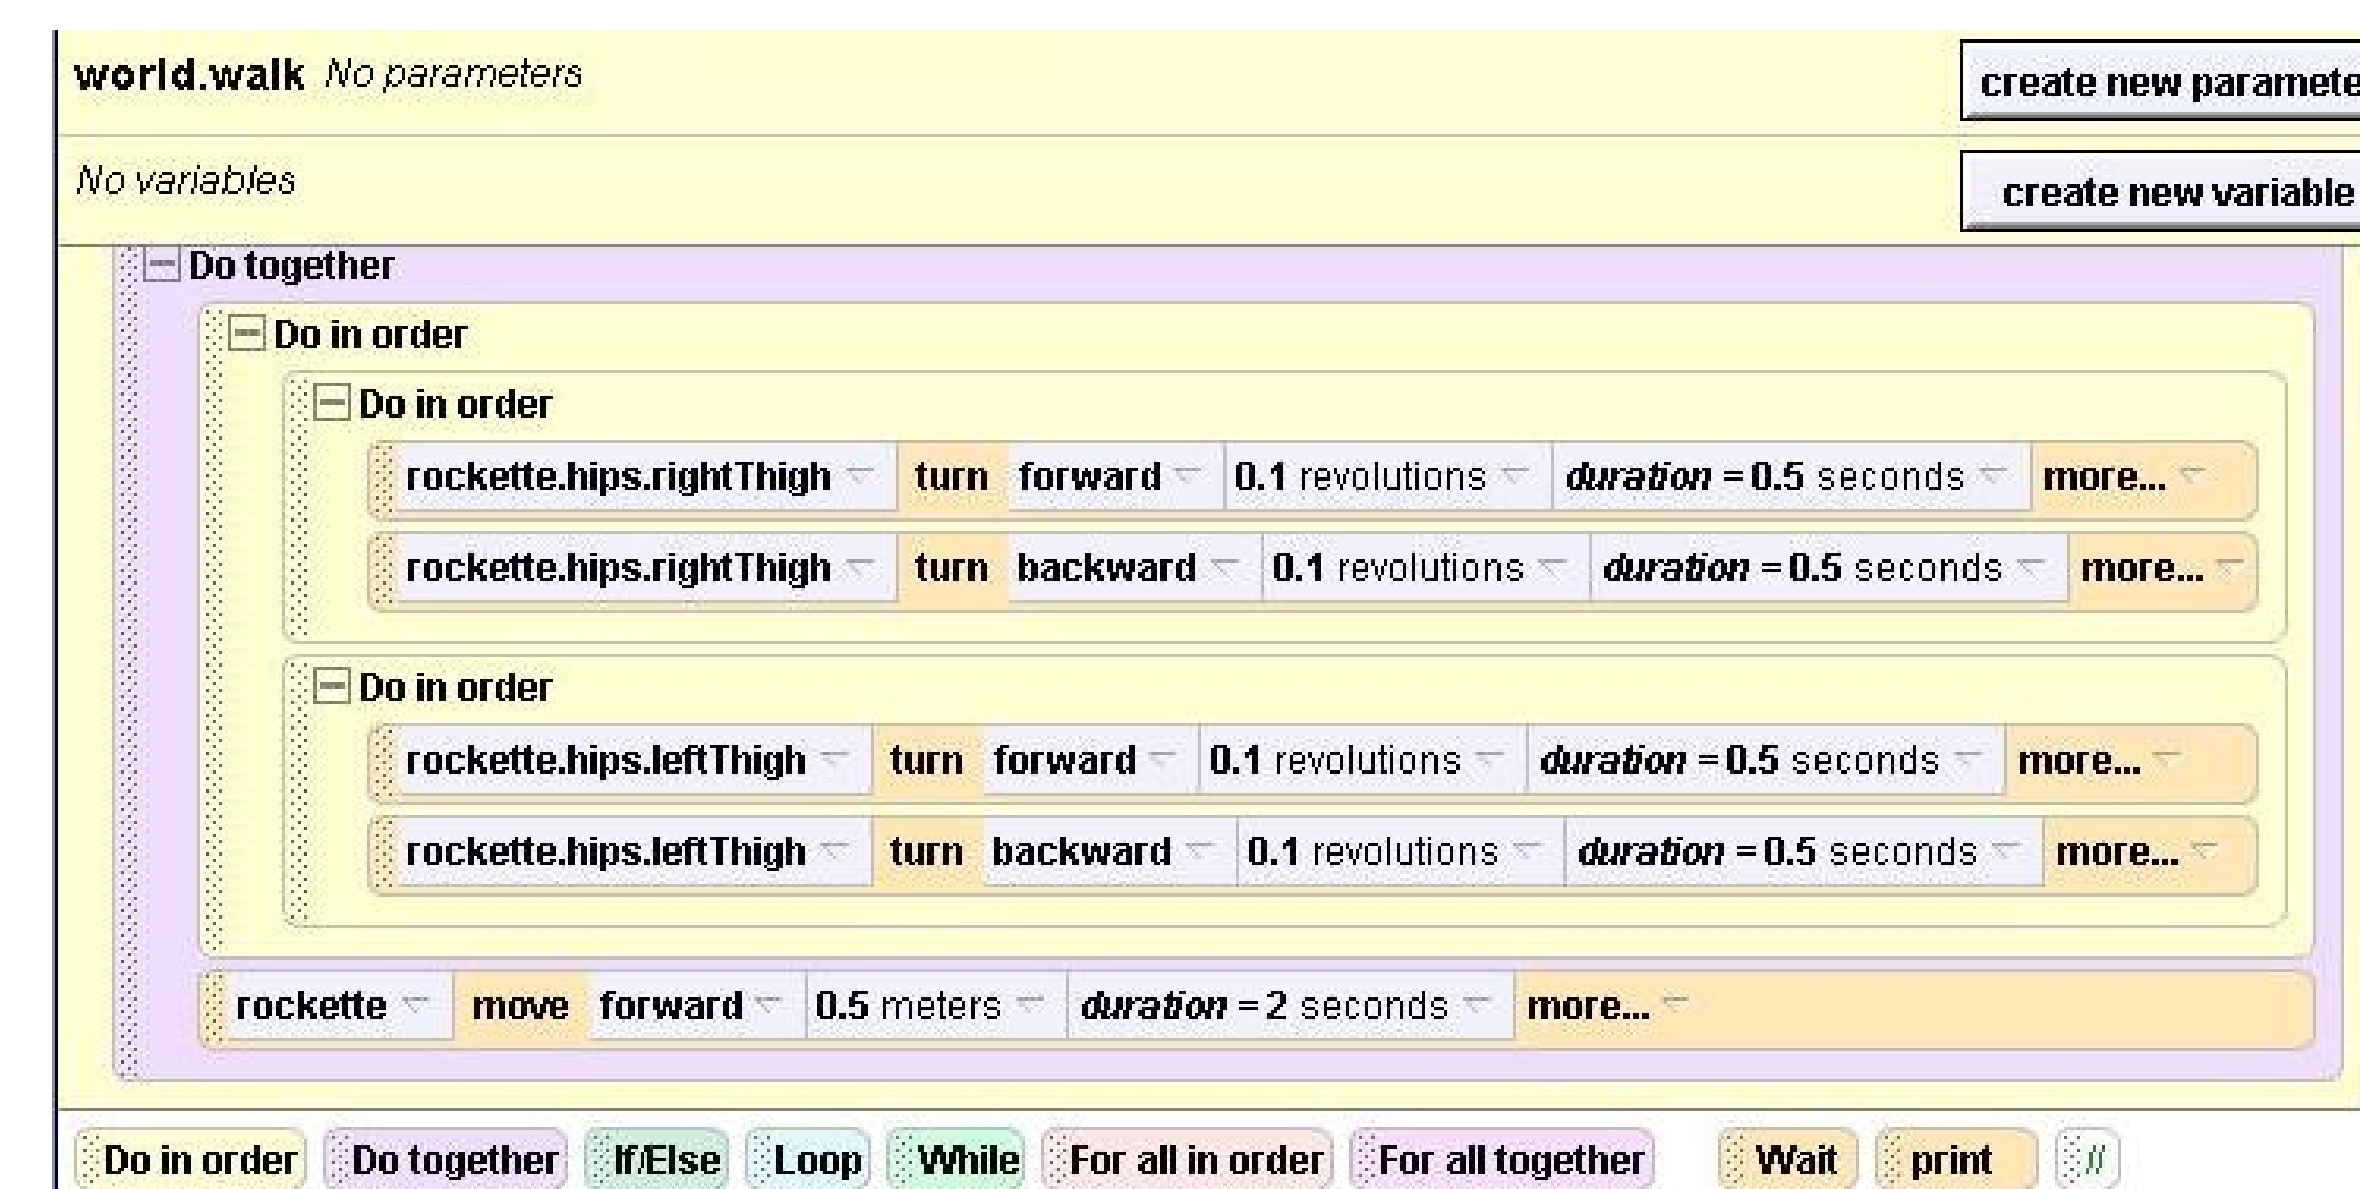 world.walk No parameters
create new paramete
No variables
create new variable
Do together
Do in order
Do in order
rockette.hips.rightThigh turn forward 0.1 revolutions duration = 0.5 seconds more...
rockette.hips.rightThigh turn backward 0.1 revolutions duration = 0.5 seconds more...
Do in order
rockette.hips.leftThigh turn forward 0.1 revolutions duration = 0.5 seconds more...
rockette.hips.leftThigh turn backward 0.1 revolutions duration = 0.5 seconds more...
rockette move forward 0.5 meters duration = 2 seconds more...
Do in order Do together If/Else Loop While For all in order For all together Wait print //